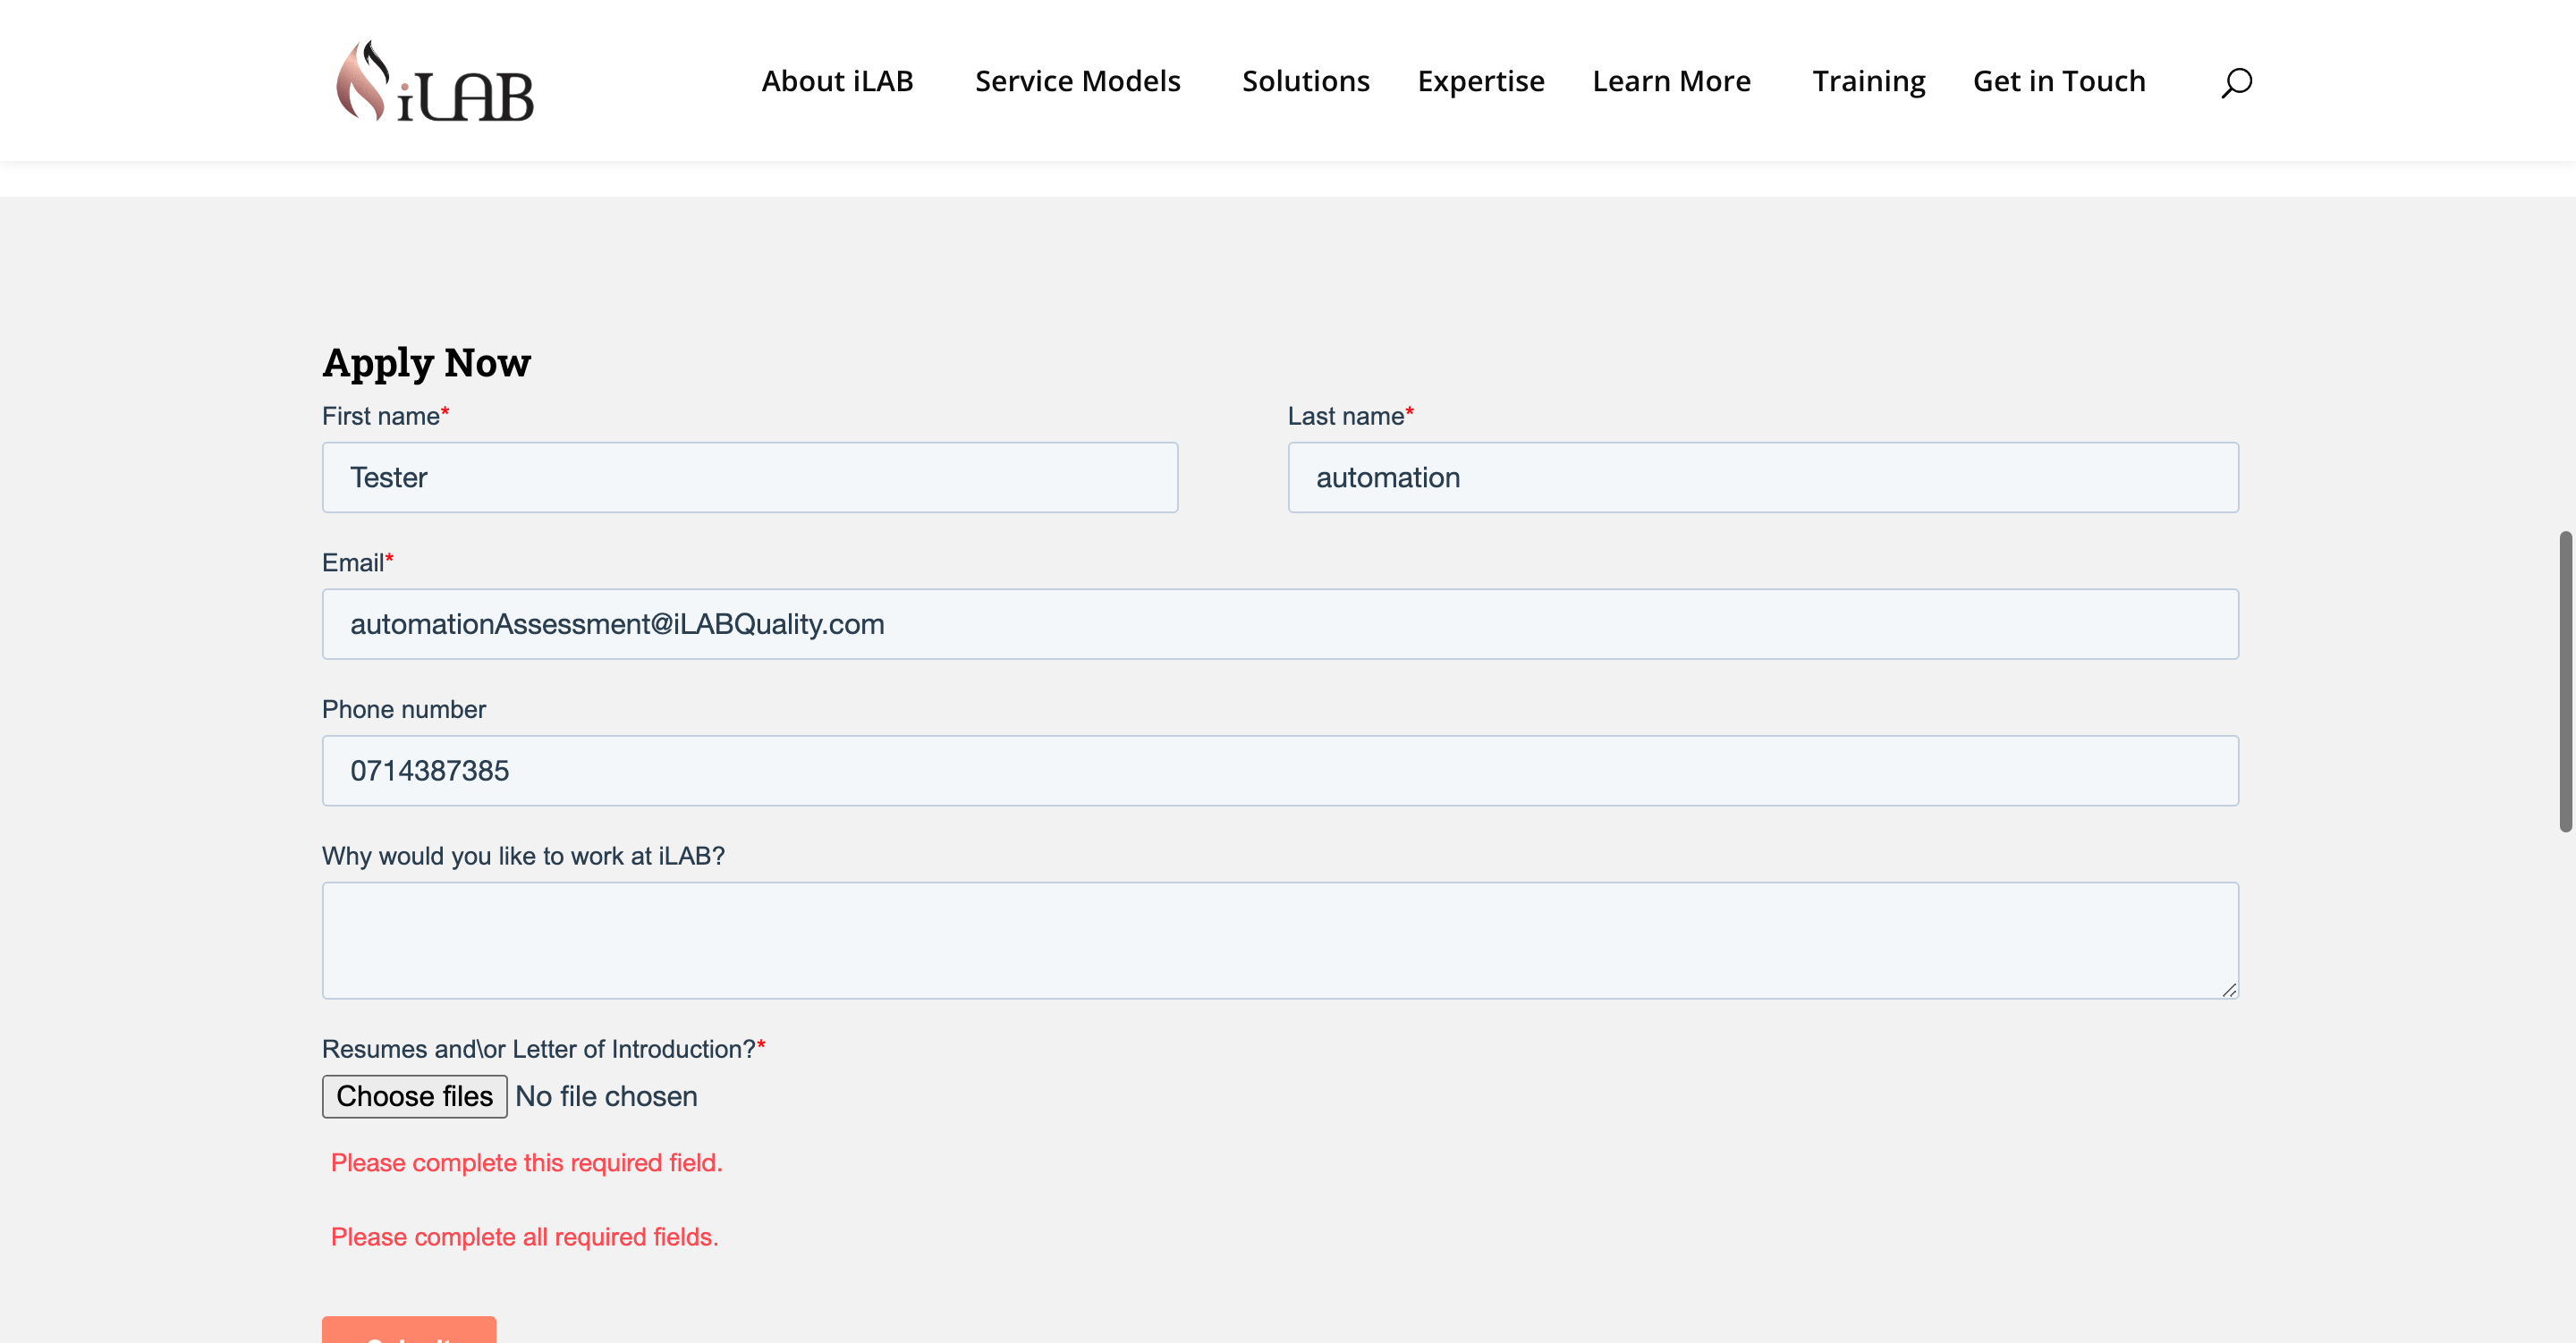 iLAB
About iLAB Service Models Solutions Expertise Learn More Training Get in Touch
Apply Now
First name* Last name*
Tester automation
Email*
automationAssessment@iLABQuality.com
Phone number
0714387385
Why would you like to work at iLAB?
Resumes and\or Letter of Introduction?*
Choose files No file chosen
Please complete this required field.
Please complete all required fields.